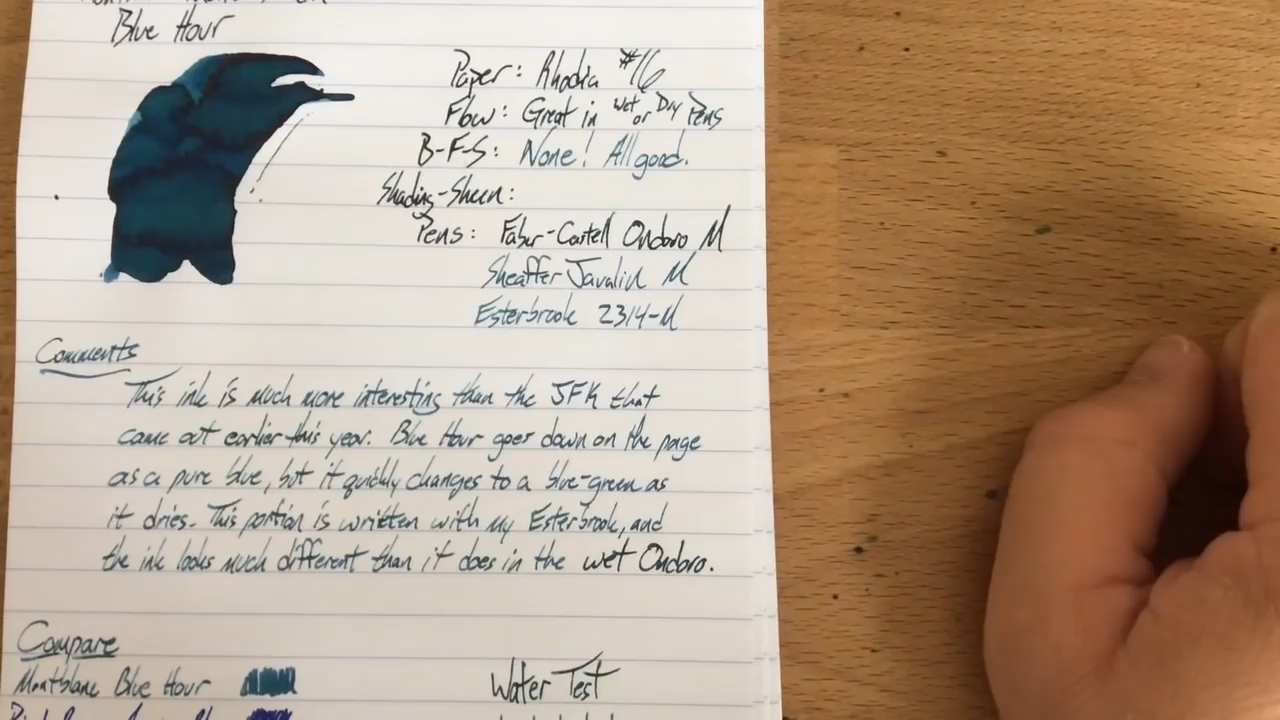 Blue Hour
Paper: Rhodia #16
Flow: Great in Wet or Dry Pens
B-F-S: None! All good.
Shading-Sheen:
Pens: Faber-Castell Ondoro M
Sheaffer Javalin M
Esterbrook 2314-M
Comments
This ink is much more interesting than the JFK that
came out earlier this year. Blue Hour goes down on the page
as a pure blue, but it quickly changes to a blue-green as
it dries. This portion is written with my Esterbrook, and
the ink looks much different than it does in the wet Ondoro.
Compare
Montblanc Blue Hour
Water Test